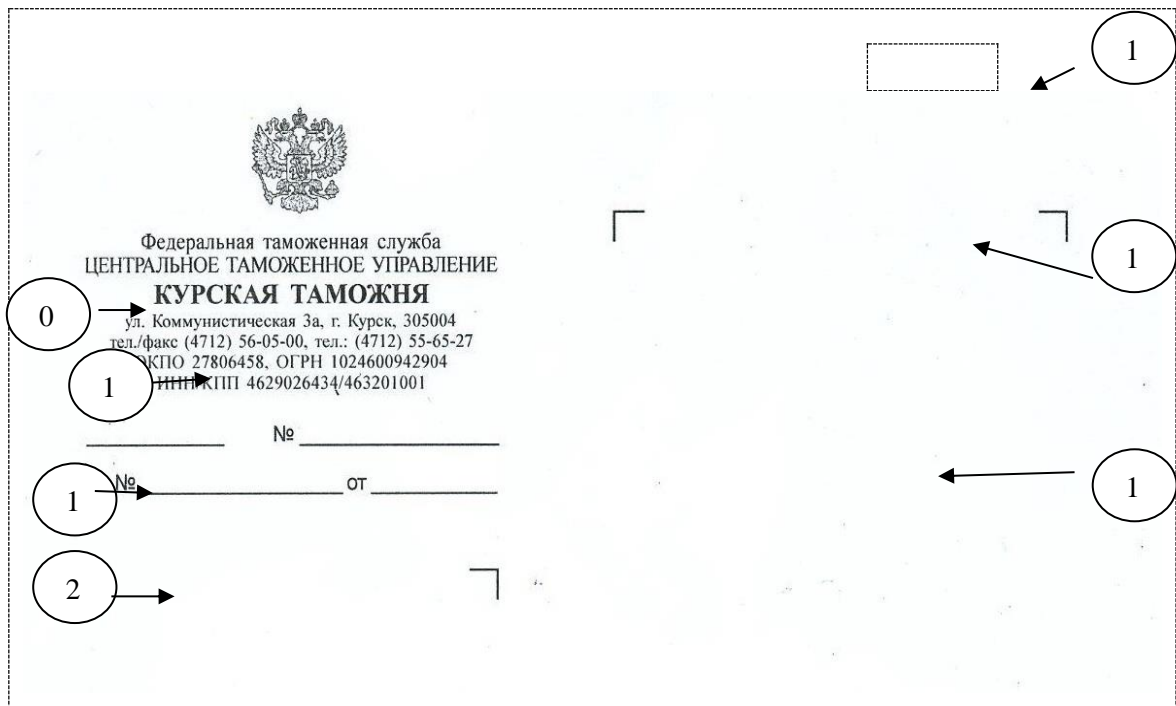 1
Федеральная таможенная служба
ЦЕНТРАЛЬНОЕ ТАМОЖЕННОЕ УПРАВЛЕНИЕ
1
КУРСКАЯ ТАМОЖНЯ
0
ул. Коммунистическая 3а, г. Курск, 305004
тел./факс (4712) 56-05-00, тел.: (4712) 55-65-27
ОКПО 27806458, ОГРН 1024600942904
1
ИНН/КПП 4629026434/463201001
№
1
№ от
1
2